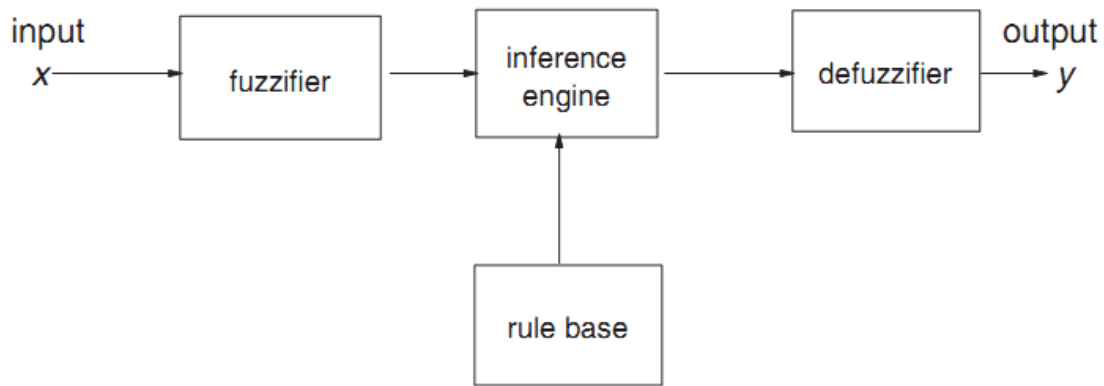 input
x
fuzzifier
inference
engine
defuzzifier
output
y
rule base